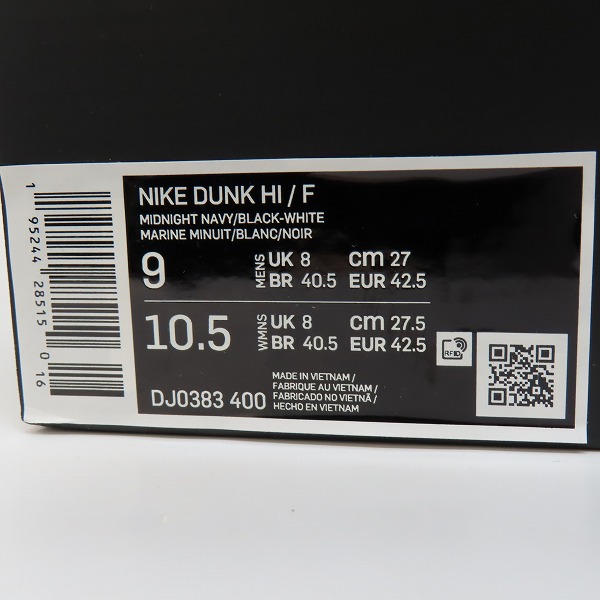 NIKE DUNK HI / F
MIDNIGHT NAVY/BLACK-WHITE
MARINE MINUIT/BLANC/NOIR
9 MENS UK 8 cm 27
BR 40.5 EUR 42.5
10.5 WMNS UK 8 cm 27.5
BR 40.5 EUR 42.5
RFID
DJ0383 400
MADE IN VIETNAM /
FABRIQUE AU VIETNAM /
FABRICADO NO VIETNÃ /
HECHO EN VIETNAM
1 95244 28515 0 16